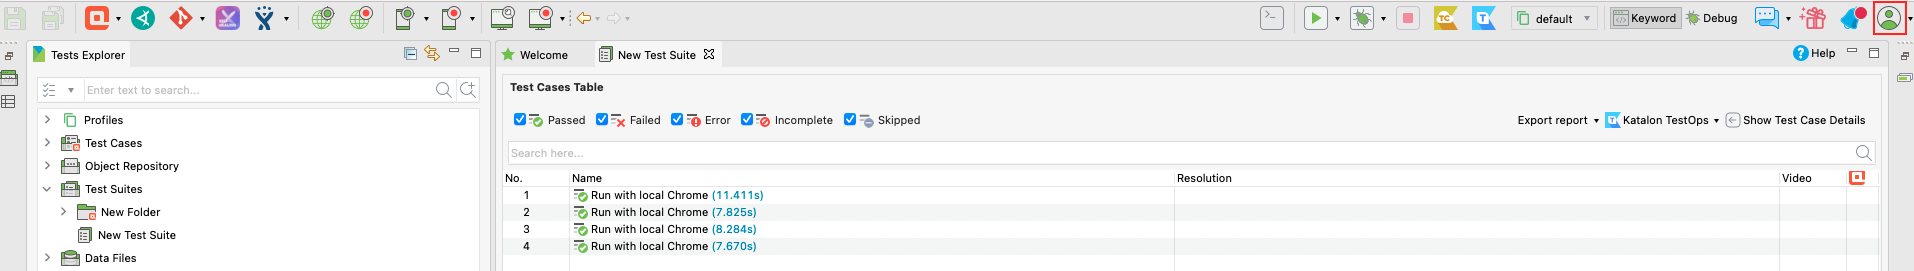 default
Keyword
Debug
Tests Explorer
Welcome
New Test Suite
Help
Enter text to search...
Profiles
Test Cases
Object Repository
Test Suites
New Folder
New Test Suite
Data Files
Test Cases Table
Passed
Failed
Error
Incomplete
Skipped
Export report
Katalon TestOps
Show Test Case Details
Search here...
No. Name Resolution Video
1 Run with local Chrome (11.411s)
2 Run with local Chrome (7.825s)
3 Run with local Chrome (8.284s)
4 Run with local Chrome (7.670s)